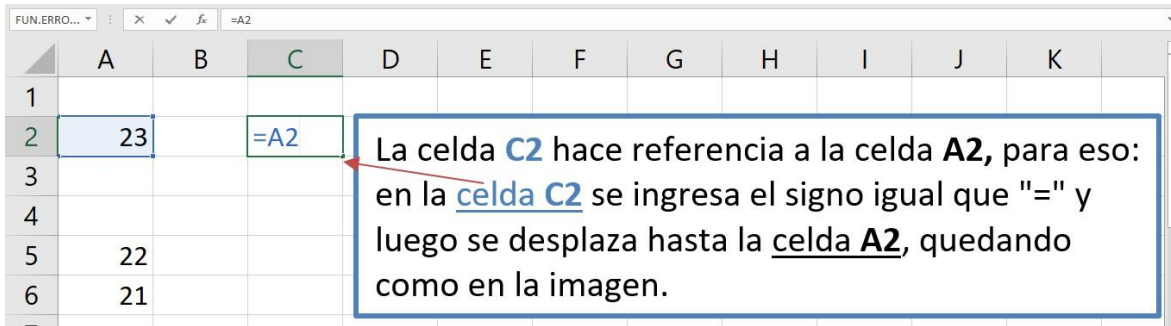 FUN.ERRO... fx =A2
A B C D E F G H I J K
1
2 23 =A2
3
4
5 22
6 21
La celda C2 hace referencia a la celda A2, para eso:
en la celda C2 se ingresa el signo igual que "=" y
luego se desplaza hasta la celda A2, quedando
como en la imagen.